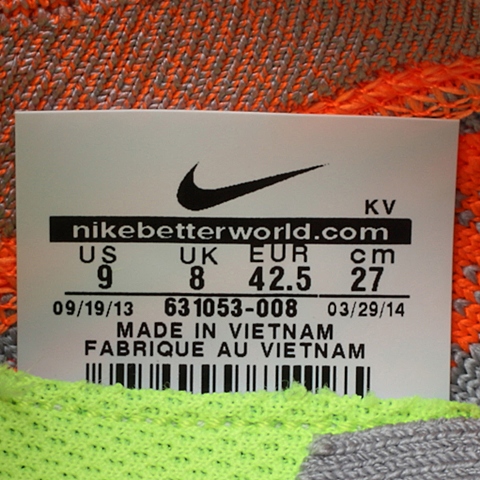 KV
nikebetterworld.com
US UK EUR cm
9 8 42.5 27
09/19/13 631053-008 03/29/14
MADE IN VIETNAM
FABRIQUE AU VIETNAM